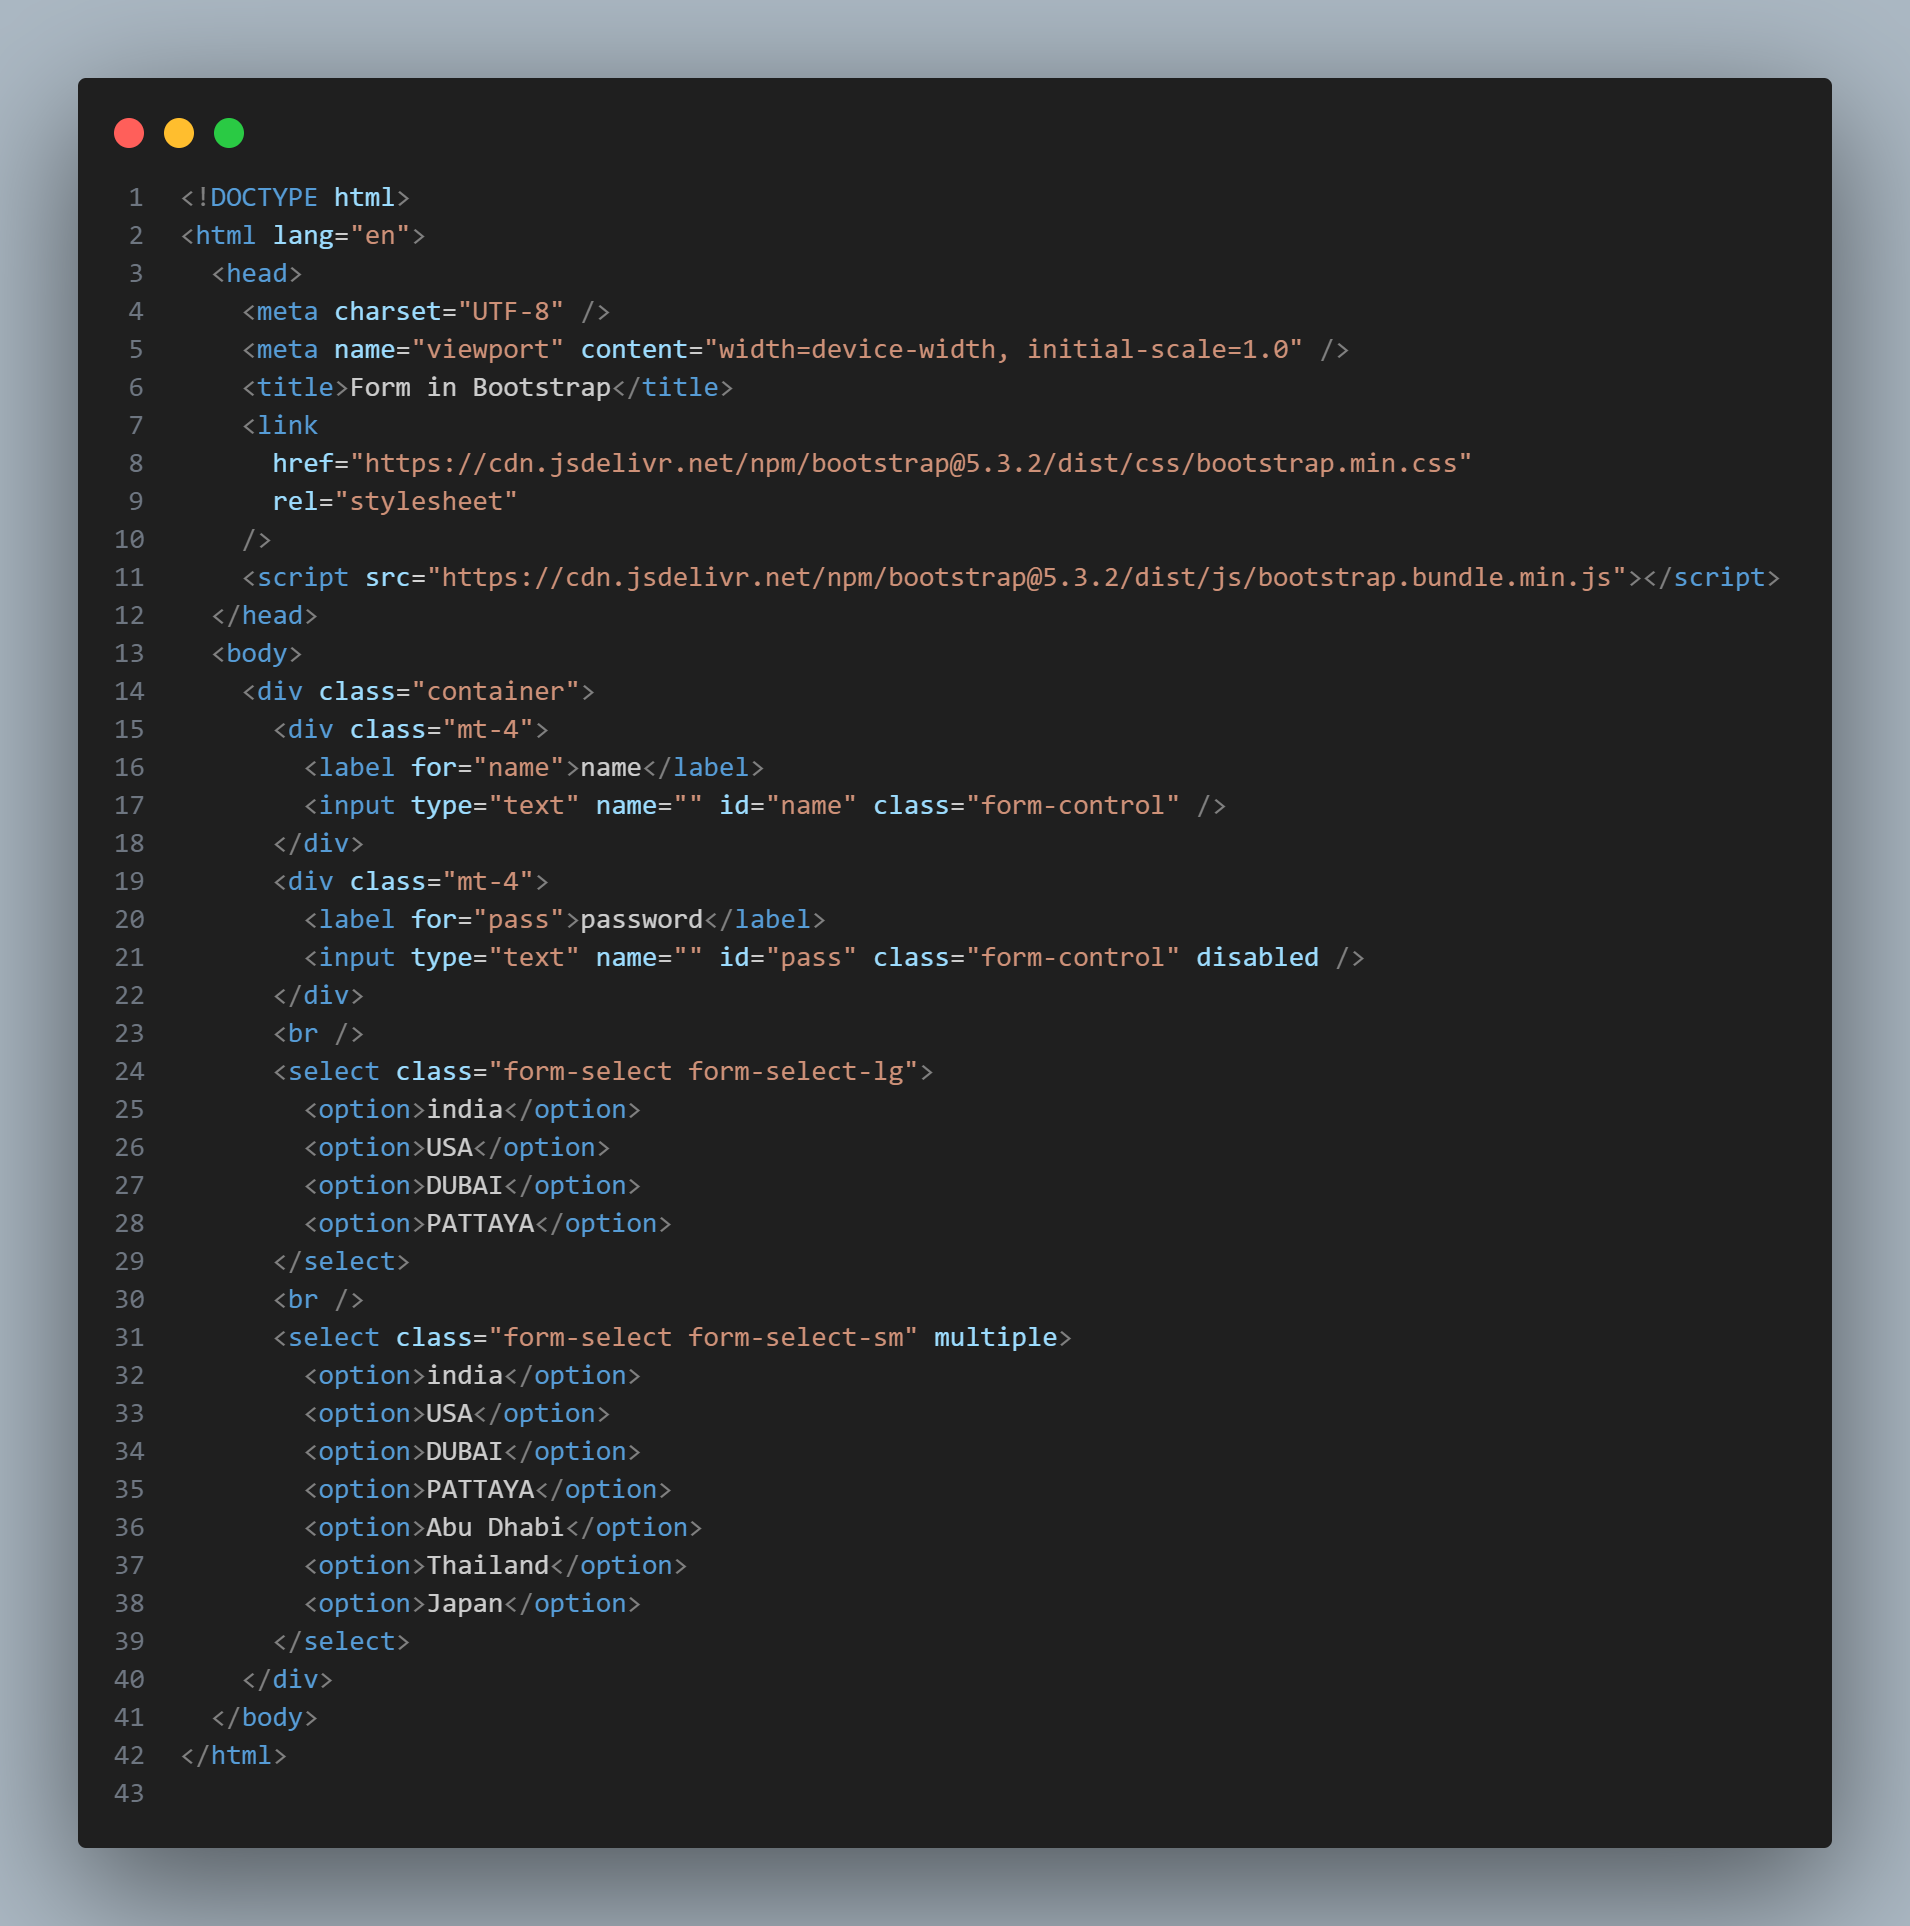 1 <!DOCTYPE html>
2 <html lang="en">
3   <head>
4     <meta charset="UTF-8" />
5     <meta name="viewport" content="width=device-width, initial-scale=1.0" />
6     <title>Form in Bootstrap</title>
7     <link
8       href="https://cdn.jsdelivr.net/npm/bootstrap@5.3.2/dist/css/bootstrap.min.css"
9       rel="stylesheet"
10     />
11     <script src="https://cdn.jsdelivr.net/npm/bootstrap@5.3.2/dist/js/bootstrap.bundle.min.js"></script>
12   </head>
13   <body>
14     <div class="container">
15       <div class="mt-4">
16         <label for="name">name</label>
17         <input type="text" name="" id="name" class="form-control" />
18       </div>
19       <div class="mt-4">
20         <label for="pass">password</label>
21         <input type="text" name="" id="pass" class="form-control" disabled />
22       </div>
23       <br />
24       <select class="form-select form-select-lg">
25         <option>india</option>
26         <option>USA</option>
27         <option>DUBAI</option>
28         <option>PATTAYA</option>
29       </select>
30       <br />
31       <select class="form-select form-select-sm" multiple>
32         <option>india</option>
33         <option>USA</option>
34         <option>DUBAI</option>
35         <option>PATTAYA</option>
36         <option>Abu Dhabi</option>
37         <option>Thailand</option>
38         <option>Japan</option>
39       </select>
40     </div>
41   </body>
42 </html>
43